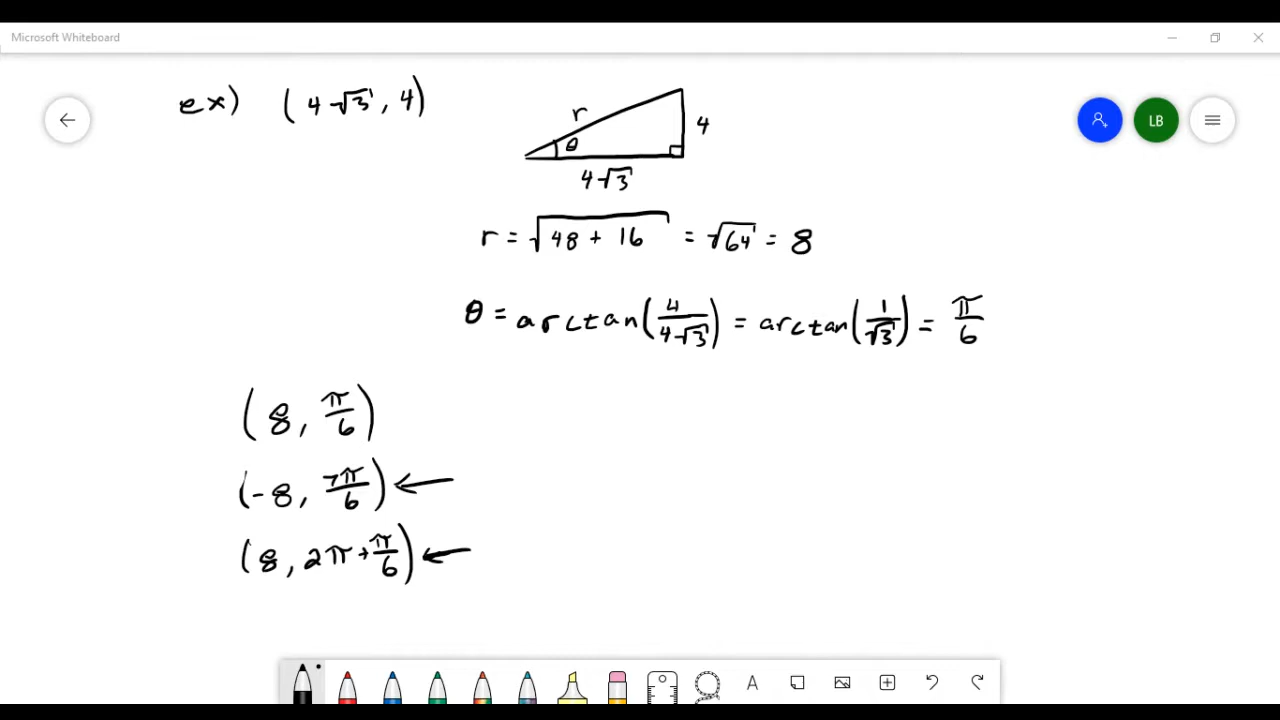 Microsoft Whiteboard
ex) (4√3, 4)
r
θ
4
4√3
LB
r = √48 + 16 = √64 = 8
θ = arctan(4/4√3) = arctan(1/√3) = π/6
(8, π/6)
(-8, 7π/6) ←
(8, 2π+π/6) ←
A